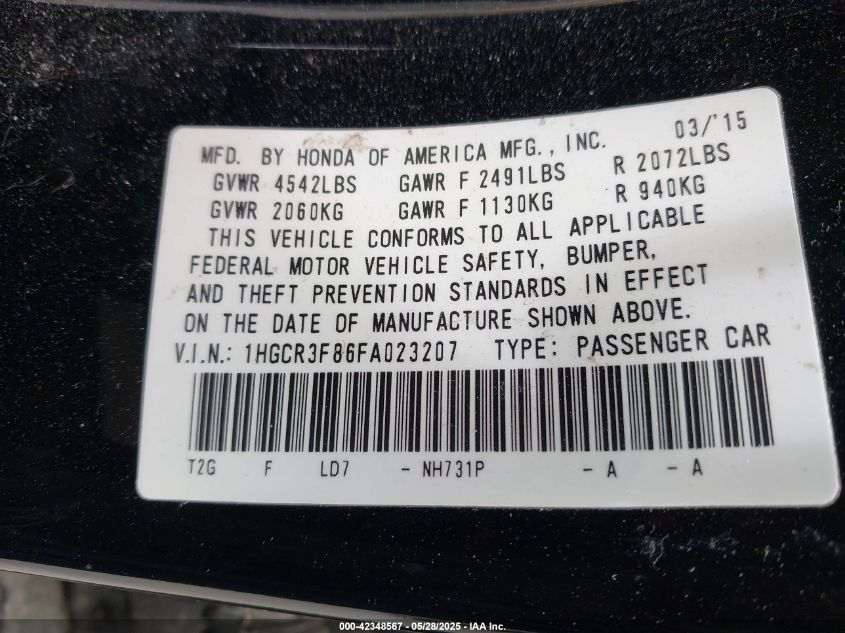 03/'15
MFD. BY HONDA OF AMERICA MFG., INC.
GVWR 4542LBS GAWR F 2491LBS R 2072LBS
GVWR 2060KG GAWR F 1130KG R 940KG
THIS VEHICLE CONFORMS TO ALL APPLICABLE
FEDERAL MOTOR VEHICLE SAFETY, BUMPER,
AND THEFT PREVENTION STANDARDS IN EFFECT
ON THE DATE OF MANUFACTURE SHOWN ABOVE.
V.I.N.: 1HGCR3F86FA023207 TYPE: PASSENGER CAR
T2G F LD7 - NH731P - A - A
000-42348567 — 05/28/2025 — IAA Inc.